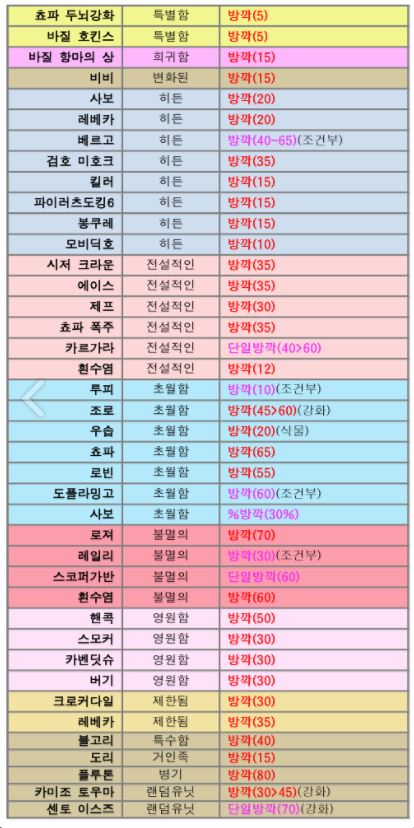 쵸파 두뇌강화 특별함 방깍(5)
바질 호킨스 특별함 방깍(5)
바질 항마의 상 희귀함 방깍(15)
비비 변화된 방깍(15)
사보 히든 방깍(20)
레베카 히든 방깍(20)
베르고 히든 방깍(40~65)(조건부)
검호 미호크 히든 방깍(35)
킬러 히든 방깍(15)
파이러츠도킹6 히든 방깍(15)
봉쿠레 히든 방깍(15)
모비딕호 히든 방깍(10)
시저 크라운 전설적인 방깍(35)
에이스 전설적인 방깍(35)
제프 전설적인 방깍(30)
쵸파 폭주 전설적인 방깍(35)
카르가라 전설적인 단일방깍(40>60)
흰수염 전설적인 방깍(12)
루피 초월함 방깍(10)(조건부)
조로 초월함 방깍(45>60)(강화)
우솝 초월함 방깍(20)(식물)
쵸파 초월함 방깍(65)
로빈 초월함 방깍(55)
도플라밍고 초월함 방깍(60)(조건부)
사보 초월함 %방깍(30%)
로져 불멸의 방깍(70)
레일리 불멸의 방깍(30)(조건부)
스코퍼가반 불멸의 단일방깍(60)
흰수염 불멸의 방깍(60)
핸콕 영원함 방깍(50)
스모커 영원함 방깍(30)
카벤딧슈 영원함 방깍(30)
버기 영원함 방깍(30)
크로커다일 제한됨 방깍(30)
레베카 제한됨 방깍(35)
불고리 특수함 방깍(40)
도리 거인족 방깍(15)
플루톤 병기 방깍(80)
카미조 토우마 랜덤유닛 방깍(30>45)(강화)
센토 이스즈 랜덤유닛 단일방깍(70)(강화)